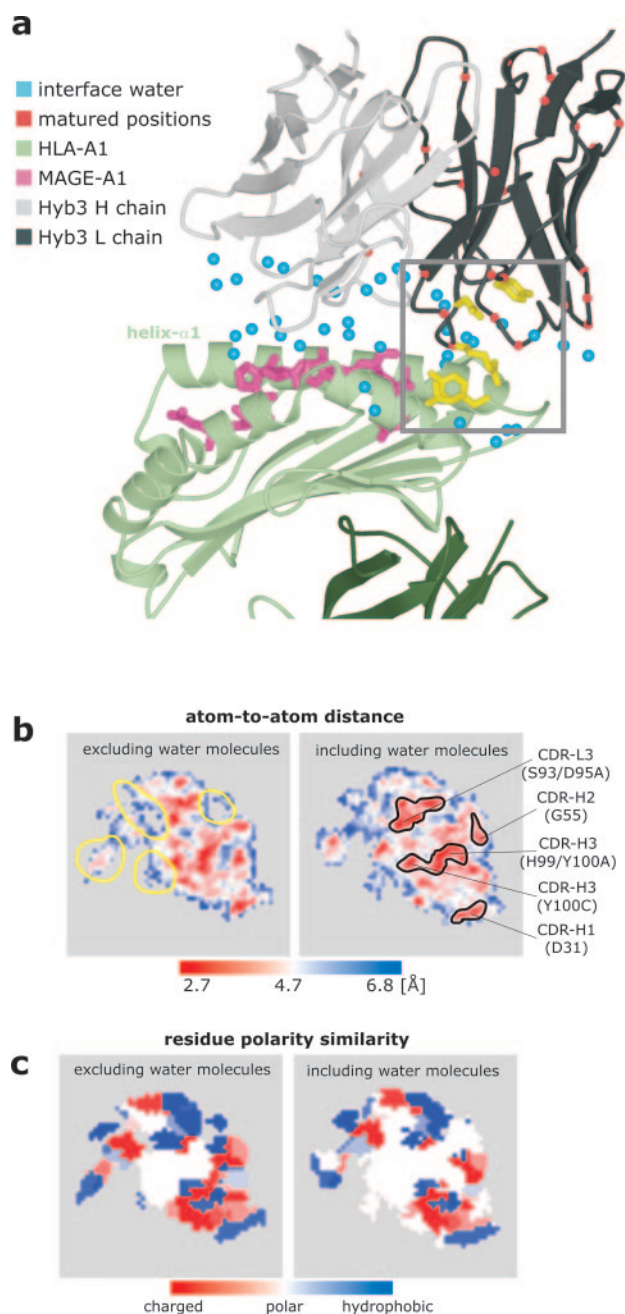 a
interface water
matured positions
HLA-A1
MAGE-A1
Hyb3 H chain
Hyb3 L chain
helix-α1
b
atom-to-atom distance
excluding water molecules
including water molecules
CDR-L3
(S93/D95A)
CDR-H2
(G55)
CDR-H3
(H99/Y100A)
CDR-H3
(Y100C)
CDR-H1
(D31)
2.7 4.7 6.8 [Å]
residue polarity similarity
c
excluding water molecules
including water molecules
charged polar hydrophobic